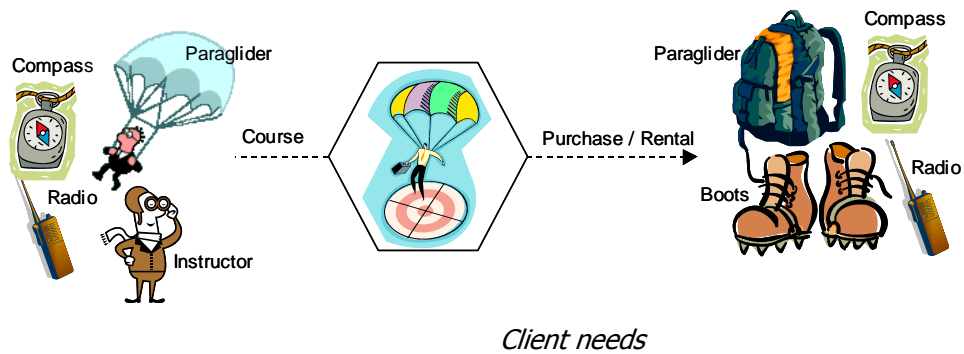 Compass
Paraglider
Radio
Instructor
Course
Purchase / Rental
Paraglider
Compass
Boots
Radio
Client needs